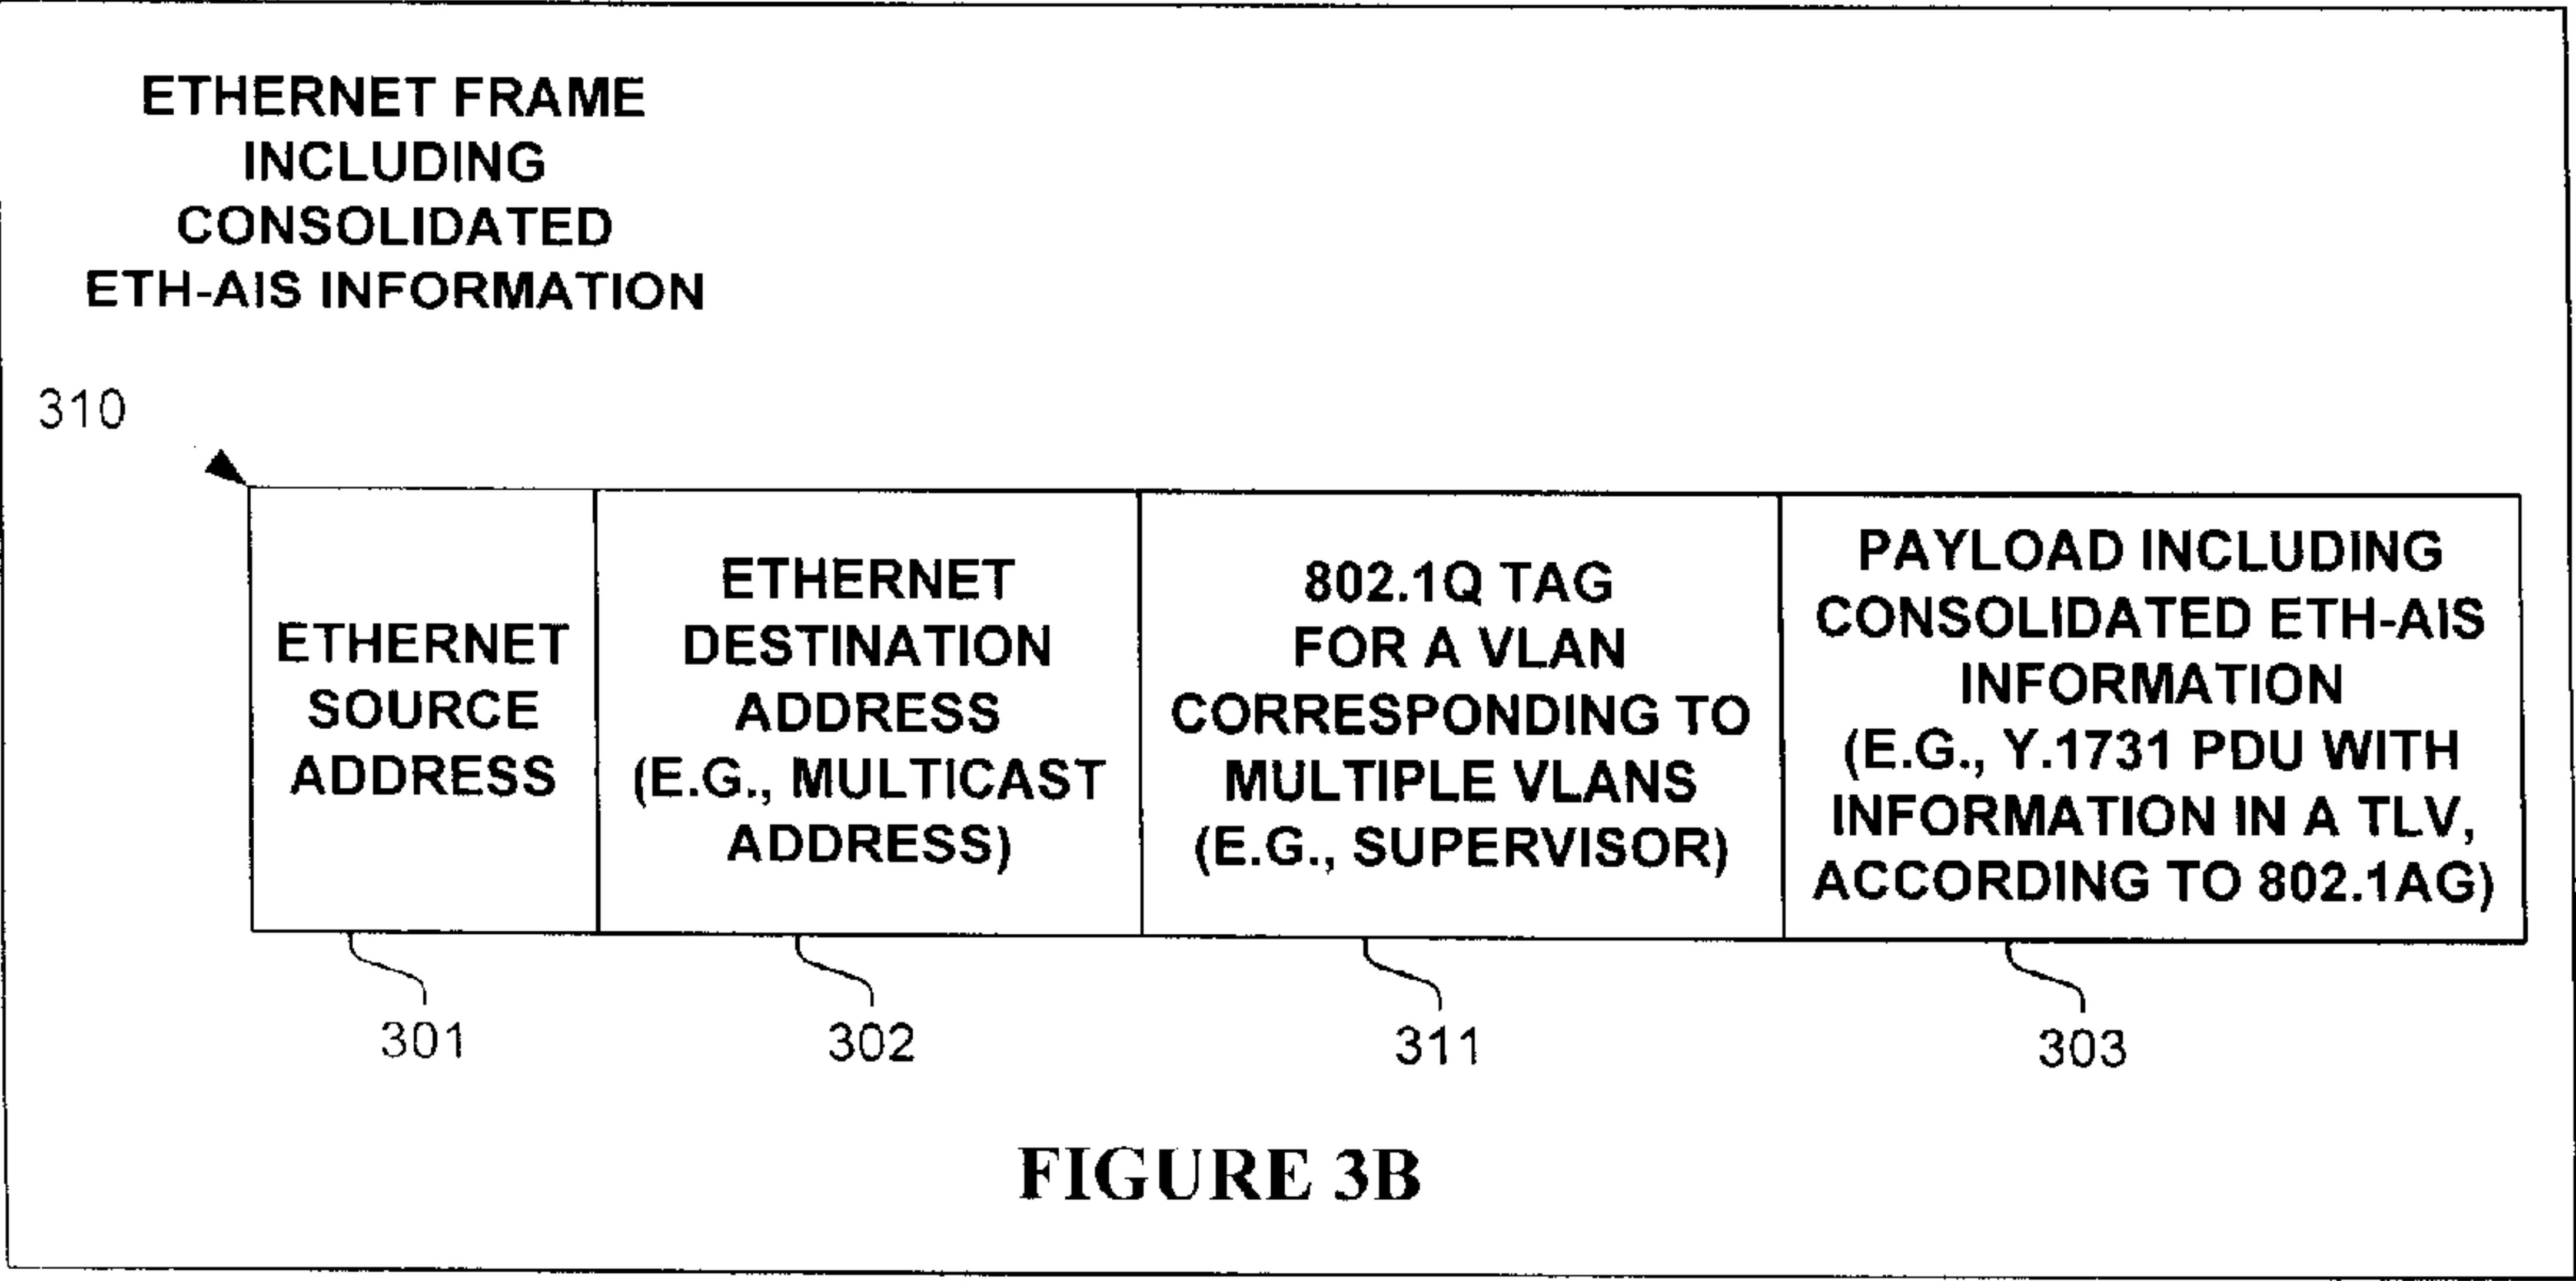 ETHERNET FRAME
INCLUDING
CONSOLIDATED
ETH-AIS INFORMATION
310
ETHERNET
SOURCE
ADDRESS
ETHERNET
DESTINATION
ADDRESS
(E.G., MULTICAST
ADDRESS)
802.1Q TAG
FOR A VLAN
CORRESPONDING TO
MULTIPLE VLANS
(E.G., SUPERVISOR)
PAYLOAD INCLUDING
CONSOLIDATED ETH-AIS
INFORMATION
(E.G., Y.1731 PDU WITH
INFORMATION IN A TLV,
ACCORDING TO 802.1AG)
301
302
311
303
FIGURE 3B